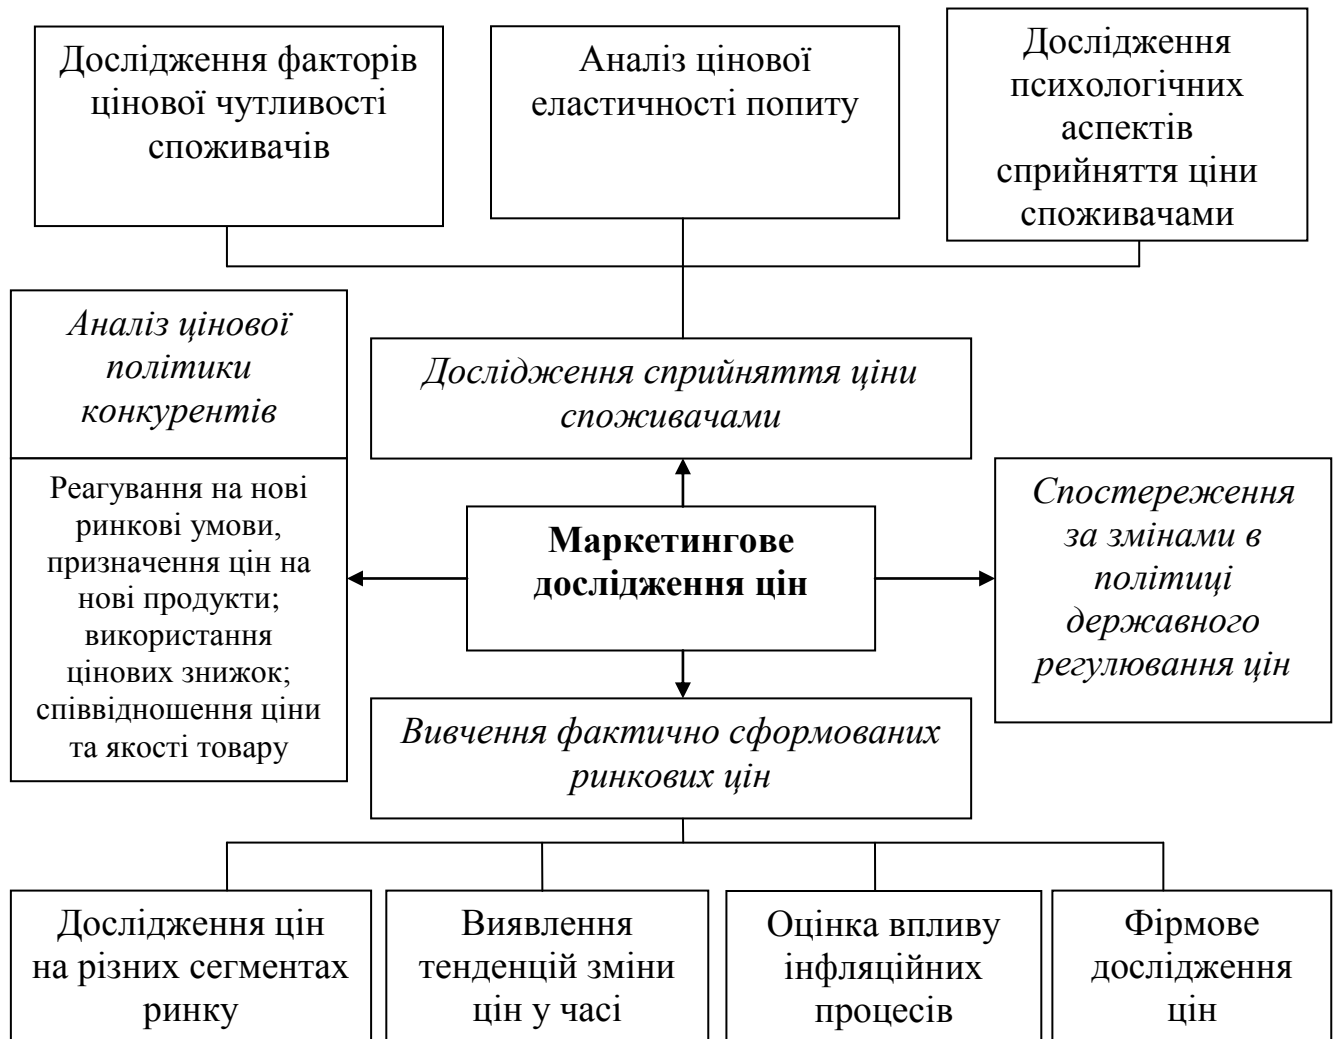 Дослідження факторів
цінової чутливості
споживачів
Аналіз цінової
еластичності попиту
Дослідження
психологічних
аспектів
сприйняття ціни
споживачами
Аналіз цінової
політики
конкурентів
Дослідження сприйняття ціни
споживачами
Реагування на нові
ринкові умови,
призначення цін на
нові продукти;
використання
цінових знижок;
співвідношення ціни
та якості товару
Маркетингове
дослідження цін
Спостереження
за змінами в
політиці
державного
регулювання цін
Вивчення фактично сформованих
ринкових цін
Дослідження цін
на різних сегментах
ринку
Виявлення
тенденцій зміни
цін у часі
Оцінка впливу
інфляційних
процесів
Фірмове
дослідження
цін